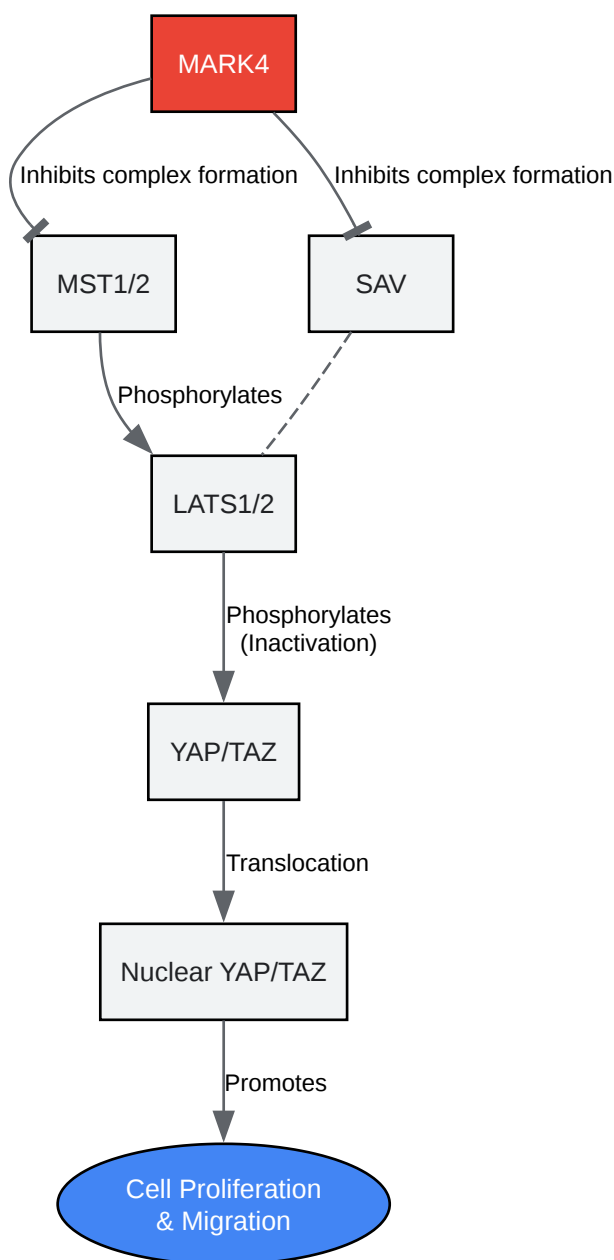 MARK4
Inhibits complex formation
Inhibits complex formation
MST1/2
SAV
Phosphorylates
LATS1/2
Phosphorylates
(Inactivation)
YAP/TAZ
Translocation
Nuclear YAP/TAZ
Promotes
Cell Proliferation
& Migration